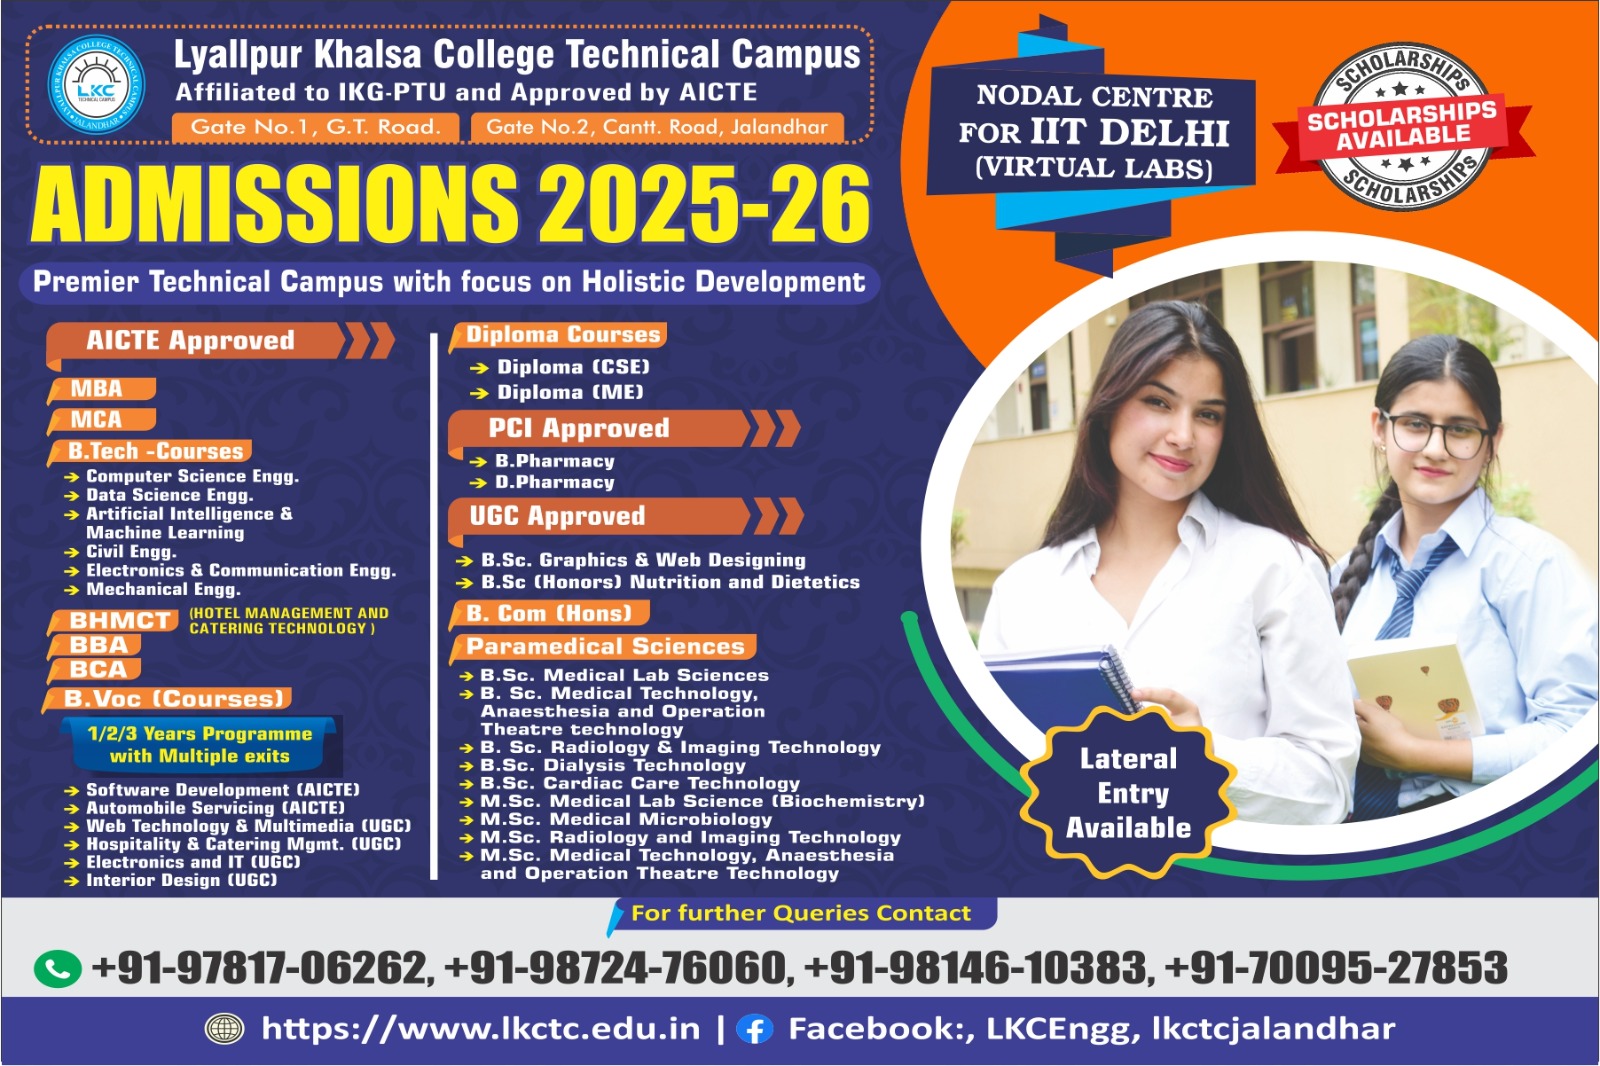 LYALLPUR KHALSA COLLEGE TECHNICAL CAMPUS
LKC
TECHNICAL CAMPUS
JALANDHAR
Lyallpur Khalsa College Technical Campus
Affiliated to IKG-PTU and Approved by AICTE
Gate No.1, G.T. Road.
Gate No.2, Cantt. Road, Jalandhar
ADMISSIONS 2025-26
Premier Technical Campus with focus on Holistic Development
NODAL CENTRE
FOR IIT DELHI
(VIRTUAL LABS)
SCHOLARSHIPS
SCHOLARSHIPS
AVAILABLE
SCHOLARSHIPS
AICTE Approved
MBA
MCA
B.Tech -Courses
Computer Science Engg.
Data Science Engg.
Artificial Intelligence &
Machine Learning
Civil Engg.
Electronics & Communication Engg.
Mechanical Engg.
BHMCT
(HOTEL MANAGEMENT AND
CATERING TECHNOLOGY )
BBA
BCA
B.Voc (Courses)
1/2/3 Years Programme
with Multiple exits
Software Development (AICTE)
Automobile Servicing (AICTE)
Web Technology & Multimedia (UGC)
Hospitality & Catering Mgmt. (UGC)
Electronics and IT (UGC)
Interior Design (UGC)
Diploma Courses
Diploma (CSE)
Diploma (ME)
PCI Approved
B.Pharmacy
D.Pharmacy
UGC Approved
B.Sc. Graphics & Web Designing
B.Sc (Honors) Nutrition and Dietetics
B. Com (Hons)
Paramedical Sciences
B.Sc. Medical Lab Sciences
B. Sc. Medical Technology,
Anaesthesia and Operation
Theatre technology
B. Sc. Radiology & Imaging Technology
B.Sc. Dialysis Technology
B.Sc. Cardiac Care Technology
M.Sc. Medical Lab Science (Biochemistry)
M.Sc. Medical Microbiology
M.Sc. Radiology and Imaging Technology
M.Sc. Medical Technology, Anaesthesia
and Operation Theatre Technology
Lateral
Entry
Available
For further Queries Contact
+91-97817-06262, +91-98724-76060, +91-98146-10383, +91-70095-27853
https://www.lkctc.edu.in | Facebook:, LKCEngg, lkctcjalandhar